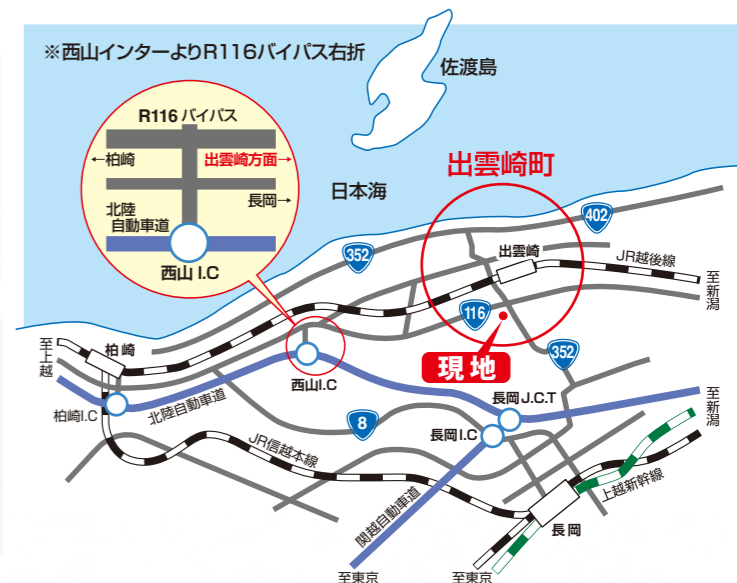 ※西山インターよりR116バイパス右折
佐渡島
R116 バイパス
←柏崎
出雲崎方面→
長岡→
北陸
自動車道
西山 I.C
日本海
出雲崎町
402
352
出雲崎
JR越後線
至新潟
116
現地
352
至上越
柏崎
西山I.C
柏崎I.C
北陸自動車道
長岡J.C.T
至新潟
8
長岡I.C
JR信越本線
関越自動車道
上越新幹線
長岡
至東京
至東京